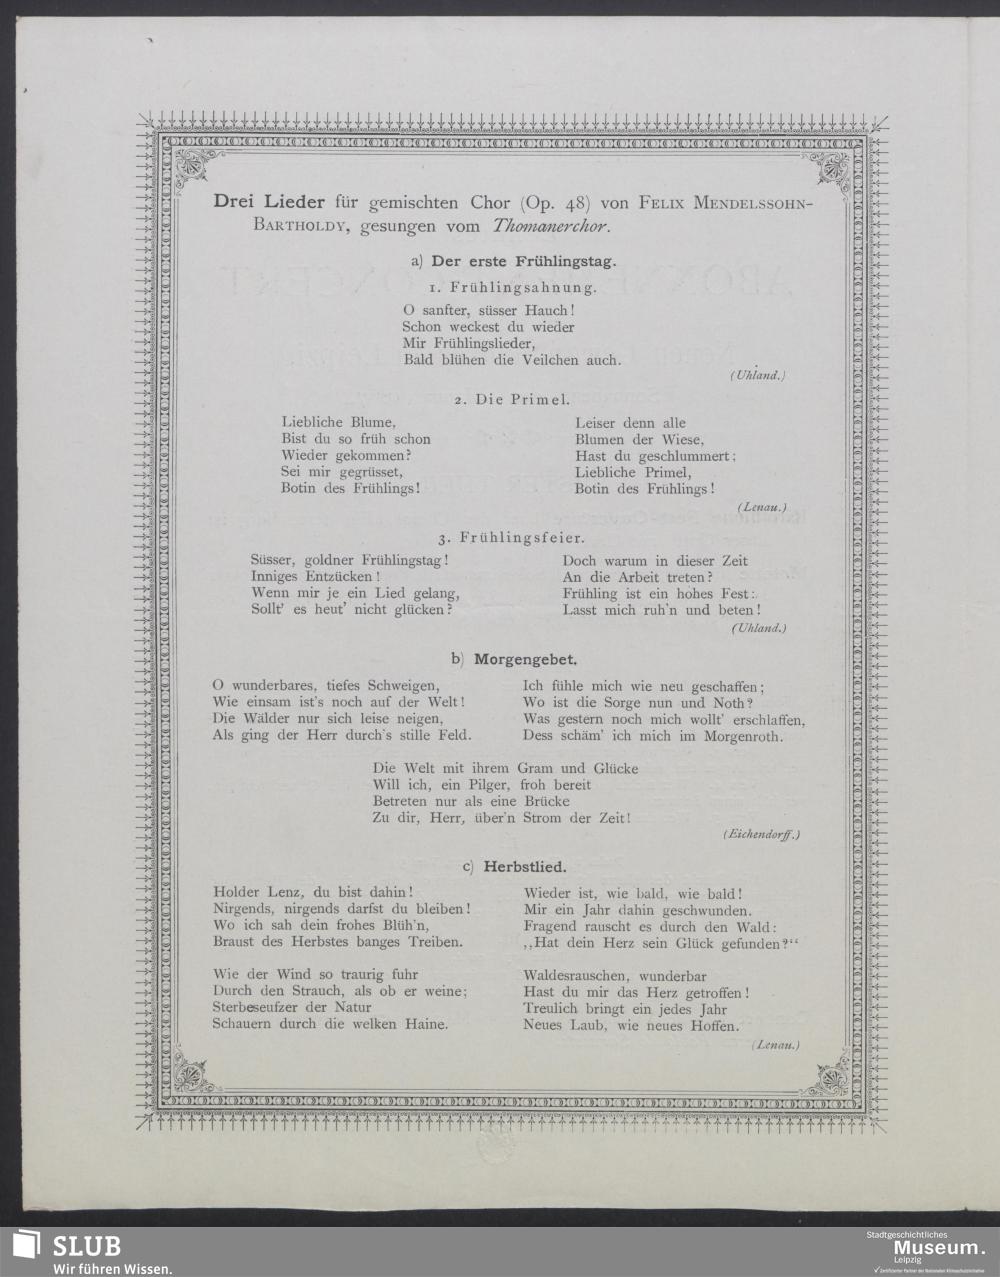 Drei Lieder für gemischten Chor (Op. 48) von FELIX MENDELSSOHN-
BARTHOLDY, gesungen vom Thomanerchor.
a) Der erste Frühlingstag.
1. Frühlingsahnung.
O sanfter, süsser Hauch!
Schon weckest du wieder
Mir Frühlingslieder,
Bald blühen die Veilchen auch.
(Uhland.)
2. Die Primel.
Liebliche Blume,
Bist du so früh schon
Wieder gekommen?
Sei mir gegrüsset,
Botin des Frühlings!
Leiser denn alle
Blumen der Wiese,
Hast du geschlummert;
Liebliche Primel,
Botin des Frühlings!
(Lenau.)
3. Frühlingsfeier.
Süsser, goldner Frühlingstag!
Inniges Entzücken!
Wenn mir je ein Lied gelang,
Sollt' es heut' nicht glücken?
Doch warum in dieser Zeit
An die Arbeit treten?
Frühling ist ein hohes Fest:
Lasst mich ruh'n und beten!
(Uhland.)
b) Morgengebet.
O wunderbares, tiefes Schweigen,
Wie einsam ist's noch auf der Welt!
Die Wälder nur sich leise neigen,
Als ging der Herr durch's stille Feld.
Ich fühle mich wie neu geschaffen;
Wo ist die Sorge nun und Noth?
Was gestern noch mich wollt' erschlaffen,
Dess schäm' ich mich im Morgenroth.
Die Welt mit ihrem Gram und Glücke
Will ich, ein Pilger, froh bereit
Betreten nur als eine Brücke
Zu dir, Herr, über'n Strom der Zeit!
(Eichendorff.)
c) Herbstlied.
Holder Lenz, du bist dahin!
Nirgends, nirgends darfst du bleiben!
Wo ich sah dein frohes Blüh'n,
Braust des Herbstes banges Treiben.
Wie der Wind so traurig fuhr
Durch den Strauch, als ob er weine;
Sterbeseufzer der Natur
Schauern durch die welken Haine.
Wieder ist, wie bald, wie bald!
Mir ein Jahr dahin geschwunden.
Fragend rauscht es durch den Wald:
„Hat dein Herz sein Glück gefunden?“
Waldesrauschen, wunderbar
Hast du mir das Herz getroffen!
Treulich bringt ein jedes Jahr
Neues Laub, wie neues Hoffen.
(Lenau.)
SLUB
Wir führen Wissen.
Stadtgeschichtliches
Museum.
Leipzig
Zertifizierter Partner der Nationalen Klimaschutzinitiative